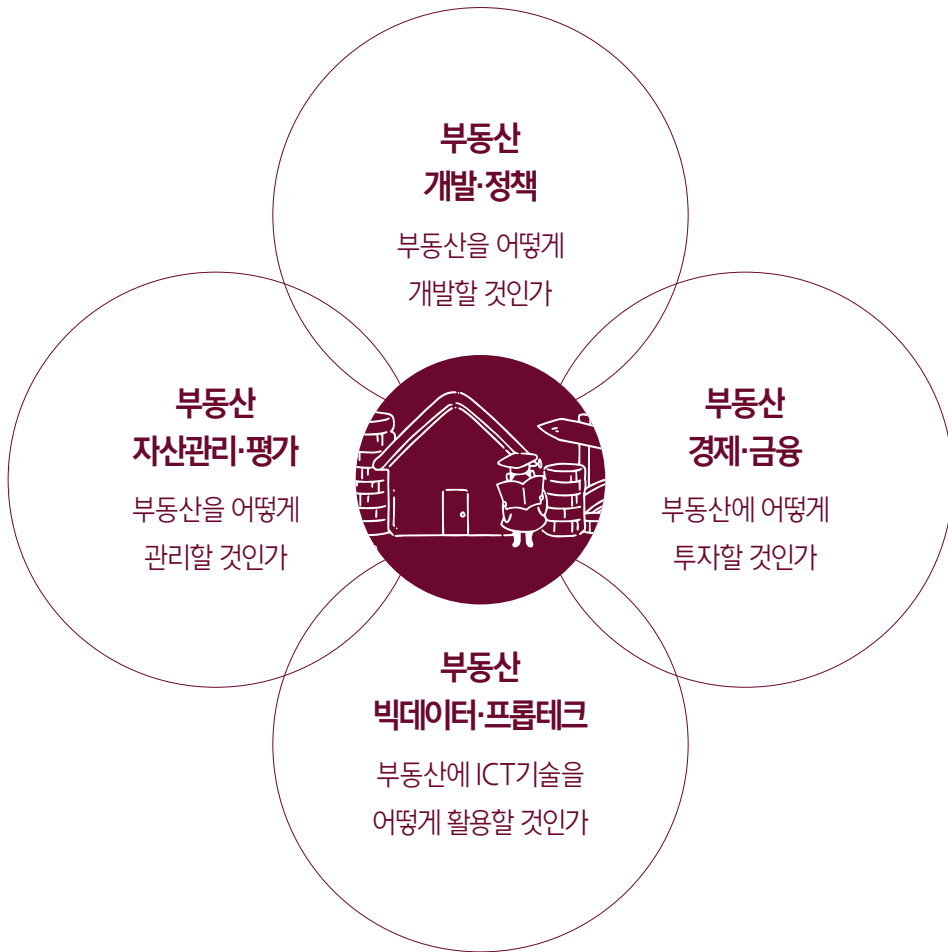 부동산
개발·정책
부동산을 어떻게
개발할 것인가
부동산
자산관리·평가
부동산을 어떻게
관리할 것인가
부동산
경제·금융
부동산에 어떻게
투자할 것인가
부동산
빅데이터·프롭테크
부동산에 ICT기술을
어떻게 활용할 것인가